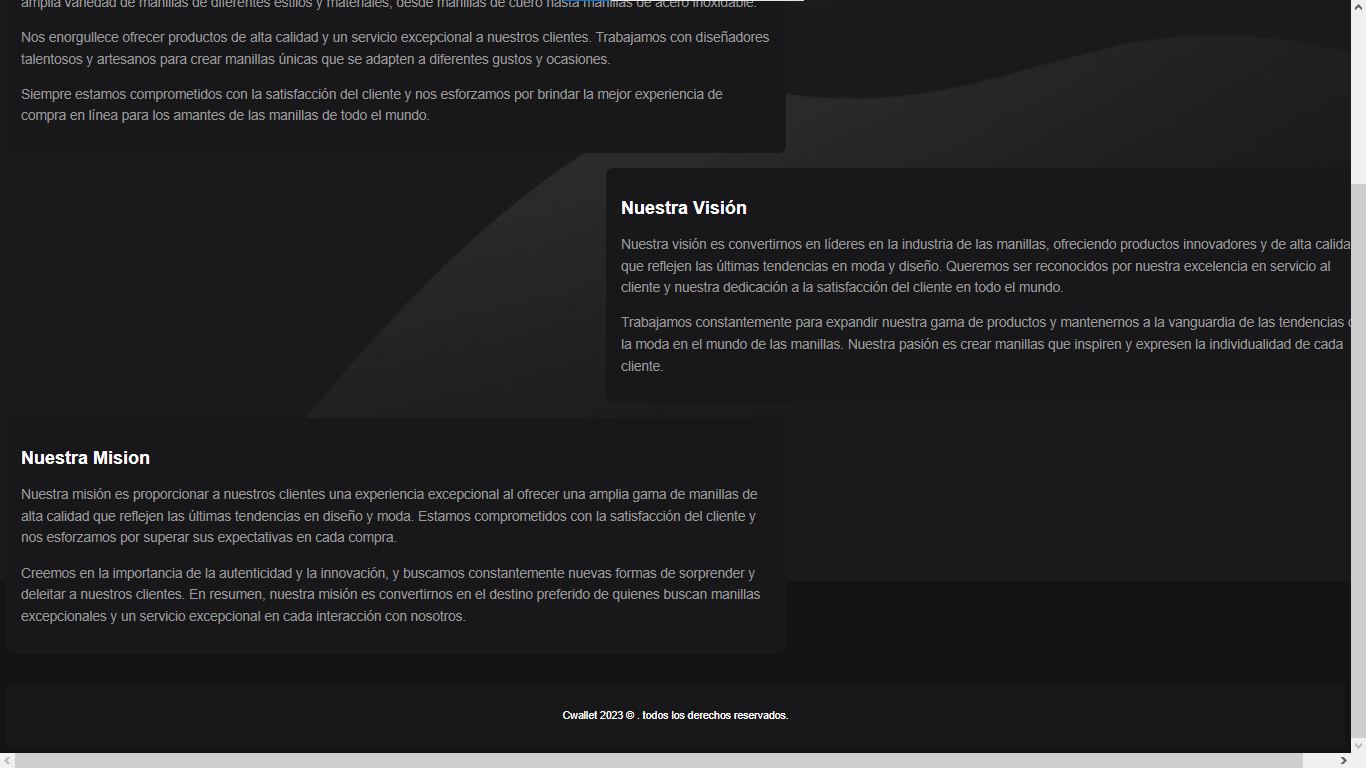 amplia variedad de manillas de diferentes estilos y materiales, desde manillas de cuero hasta manillas de acero inoxidable.
Nos enorgullece ofrecer productos de alta calidad y un servicio excepcional a nuestros clientes. Trabajamos con diseñadores
talentosos y artesanos para crear manillas únicas que se adapten a diferentes gustos y ocasiones.
Siempre estamos comprometidos con la satisfacción del cliente y nos esforzamos por brindar la mejor experiencia de
compra en línea para los amantes de las manillas de todo el mundo.
Nuestra Visión
Nuestra visión es convertirnos en líderes en la industria de las manillas, ofreciendo productos innovadores y de alta calida
que reflejen las últimas tendencias en moda y diseño. Queremos ser reconocidos por nuestra excelencia en servicio al
cliente y nuestra dedicación a la satisfacción del cliente en todo el mundo.
Trabajamos constantemente para expandir nuestra gama de productos y mantenernos a la vanguardia de las tendencias
la moda en el mundo de las manillas. Nuestra pasión es crear manillas que inspiren y expresen la individualidad de cada
cliente.
Nuestra Mision
Nuestra misión es proporcionar a nuestros clientes una experiencia excepcional al ofrecer una amplia gama de manillas de
alta calidad que reflejen las últimas tendencias en diseño y moda. Estamos comprometidos con la satisfacción del cliente y
nos esforzamos por superar sus expectativas en cada compra.
Creemos en la importancia de la autenticidad y la innovación, y buscamos constantemente nuevas formas de sorprender y
deleitar a nuestros clientes. En resumen, nuestra misión es convertirnos en el destino preferido de quienes buscan manillas
excepcionales y un servicio excepcional en cada interacción con nosotros.
Cwallet 2023 © . todos los derechos reservados.